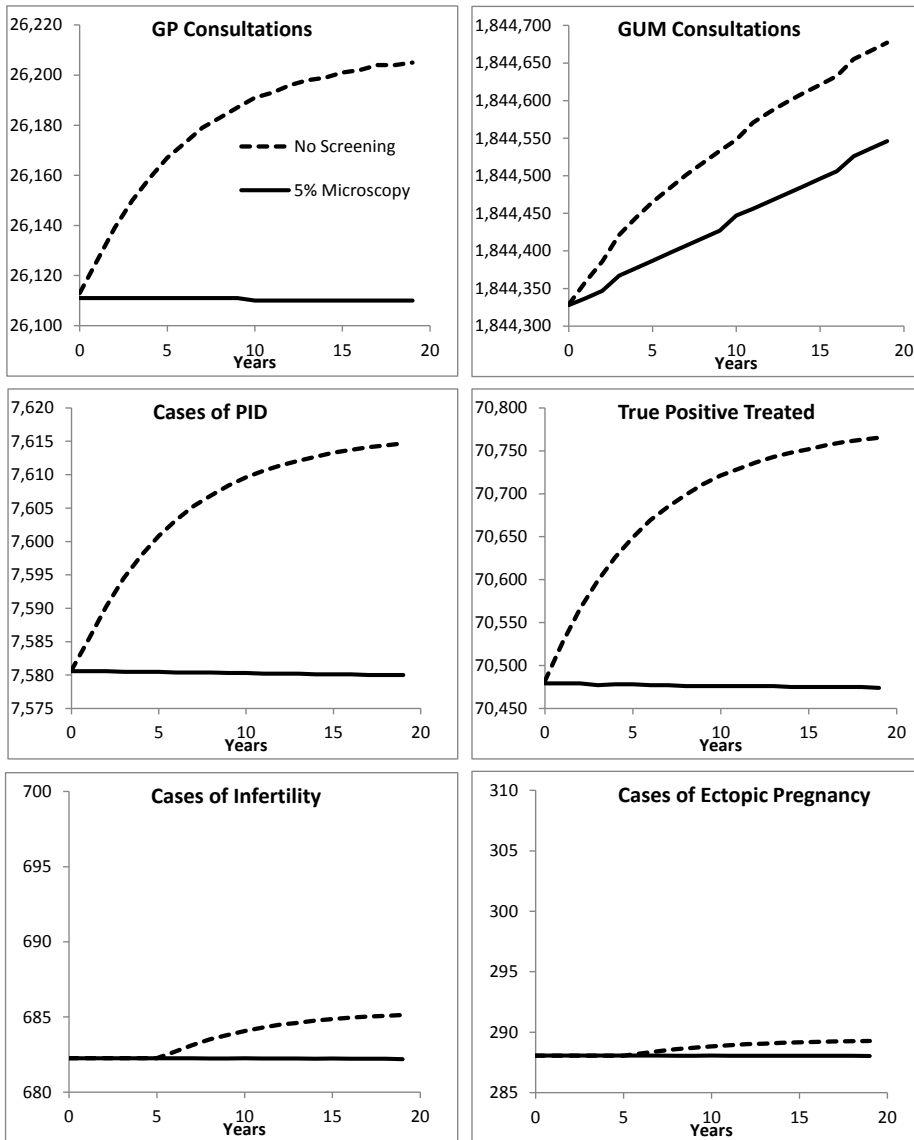 GP Consultations
26,220
26,200
26,180
26,160
26,140
26,120
26,100
No Screening
5% Microscopy
0 5 10 15 20
Years
GUM Consultations
1,844,700
1,844,650
1,844,600
1,844,550
1,844,500
1,844,450
1,844,400
1,844,350
1,844,300
0 5 10 15 20
Years
Cases of PID
7,620
7,615
7,610
7,605
7,600
7,595
7,590
7,585
7,580
7,575
0 5 10 15 20
Years
True Positive Treated
70,800
70,750
70,700
70,650
70,600
70,550
70,500
70,450
0 5 10 15 20
Years
Cases of Infertility
700
695
690
685
680
0 5 10 15 20
Years
Cases of Ectopic Pregnancy
310
305
300
295
290
285
0 5 10 15 20
Years